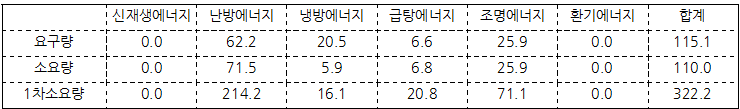 신재생에너지 난방에너지 냉방에너지 급탕에너지 조명에너지 환기에너지 합계
요구량 0.0 62.2 20.5 6.6 25.9 0.0 115.1
소요량 0.0 71.5 5.9 6.8 25.9 0.0 110.0
1차소요량 0.0 214.2 16.1 20.8 71.1 0.0 322.2